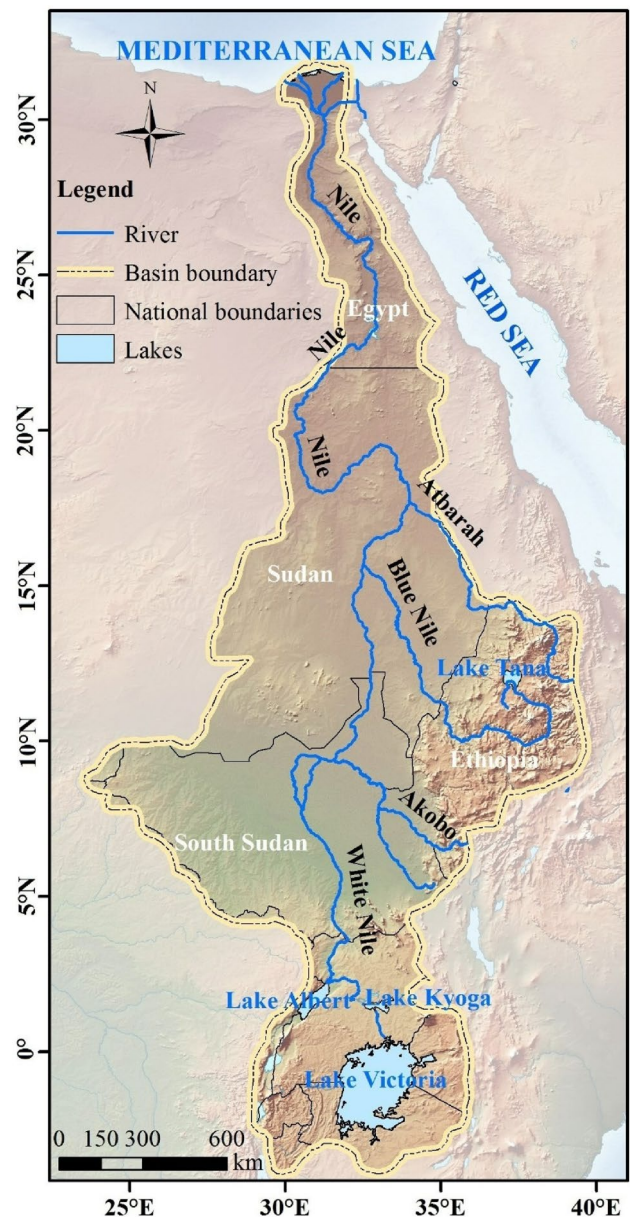 MEDITERRANEAN SEA
N
30°N
25°N
20°N
15°N
10°N
5°N
0°
Legend
River
Basin boundary
National boundaries
Lakes
Nile
RED SEA
Egypt
Nile
Nile
Atbarah
Sudan
Blue Nile
Lake Tana
Ethiopia
Akobo
South Sudan
White Nile
Lake Albert
Lake Kyoga
Lake Victoria
0 150 300 600
km
25°E 30°E 35°E 40°E